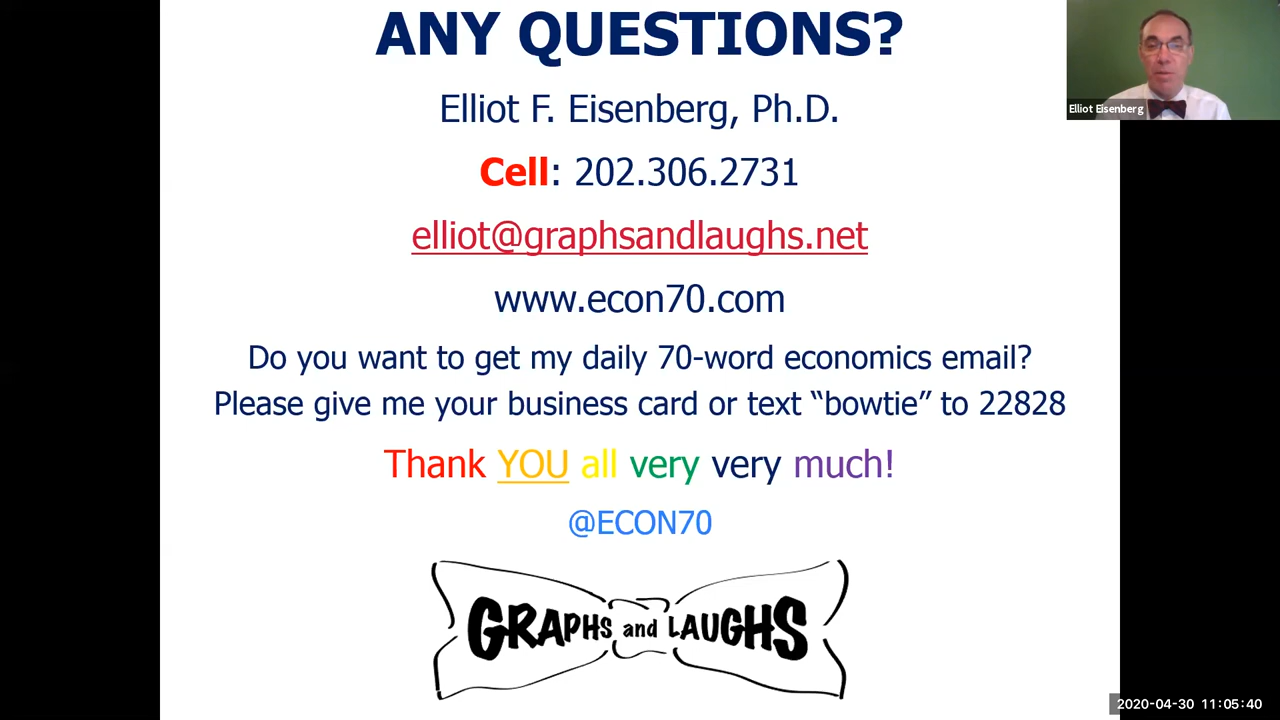 ANY QUESTIONS?
Elliot F. Eisenberg, Ph.D.
Elliot Eisenberg
Cell: 202.306.2731
elliot@graphsandlaughs.net
www.econ70.com
Do you want to get my daily 70-word economics email?
Please give me your business card or text “bowtie” to 22828
Thank YOU all very very much!
@ECON70
GRAPHS and LAUGHS
2020-04-30 11:05:40